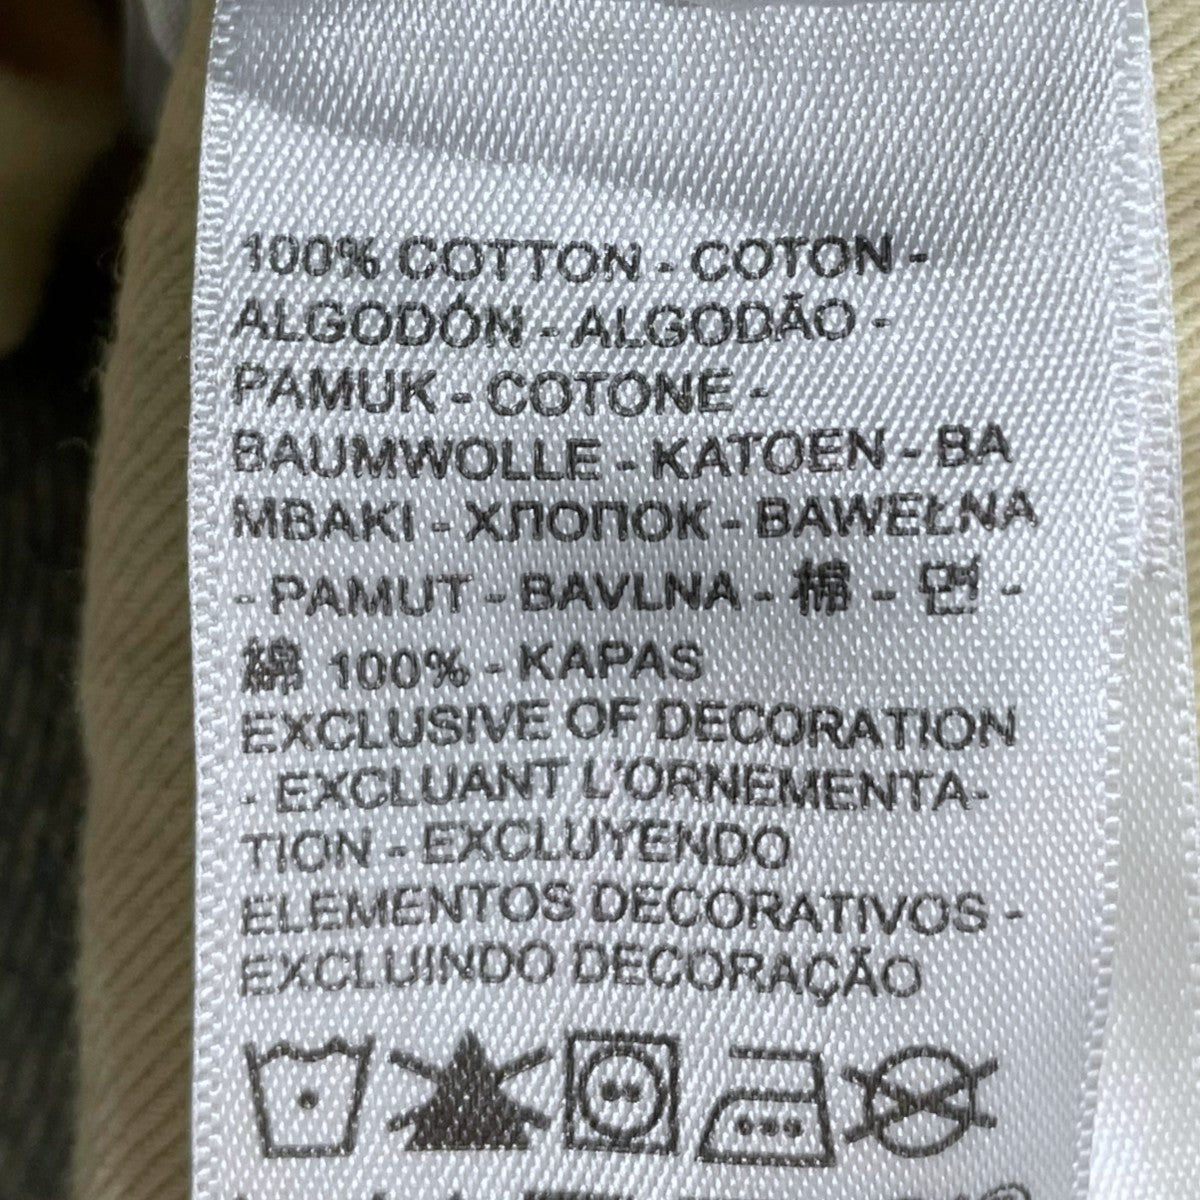 100% COTTON - COTON -
ALGODÓN - ALGODÃO -
PAMUK - COTONE -
BAUMWOLLE - KATOEN - BA
MBAKI - ХЛОПОК - BAWEŁNA
- PAMUT - BAVLNA - 棉 - 면 -
綿 100% - KAPAS
EXCLUSIVE OF DECORATION
- EXCLUANT L'ORNEMENTA-
TION - EXCLUYENDO
ELEMENTOS DECORATIVOS -
EXCLUINDO DECORAÇÃO